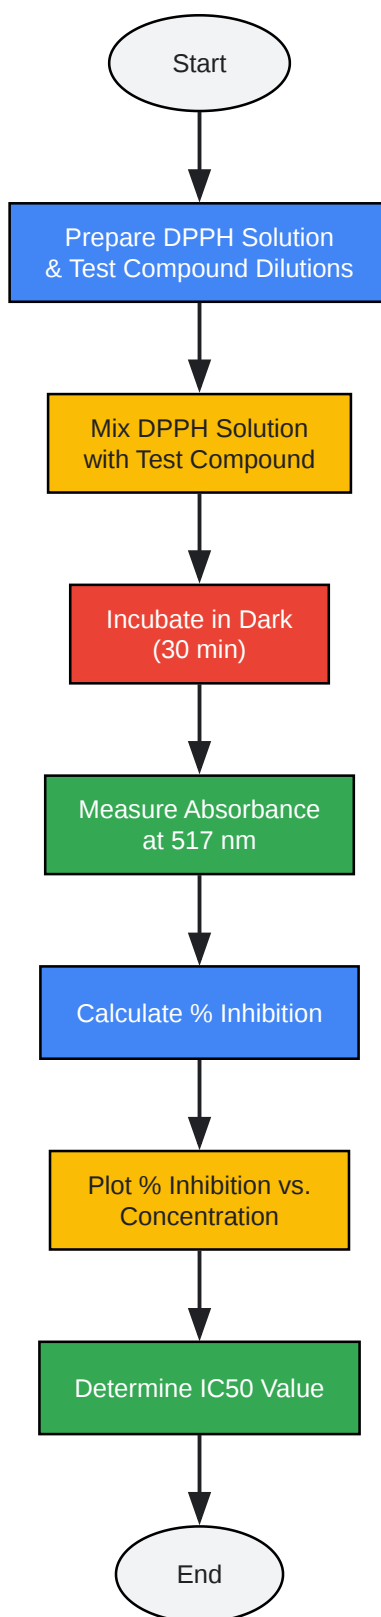 Start
Prepare DPPH Solution
& Test Compound Dilutions
Mix DPPH Solution
with Test Compound
Incubate in Dark
(30 min)
Measure Absorbance
at 517 nm
Calculate % Inhibition
Plot % Inhibition vs.
Concentration
Determine IC50 Value
End